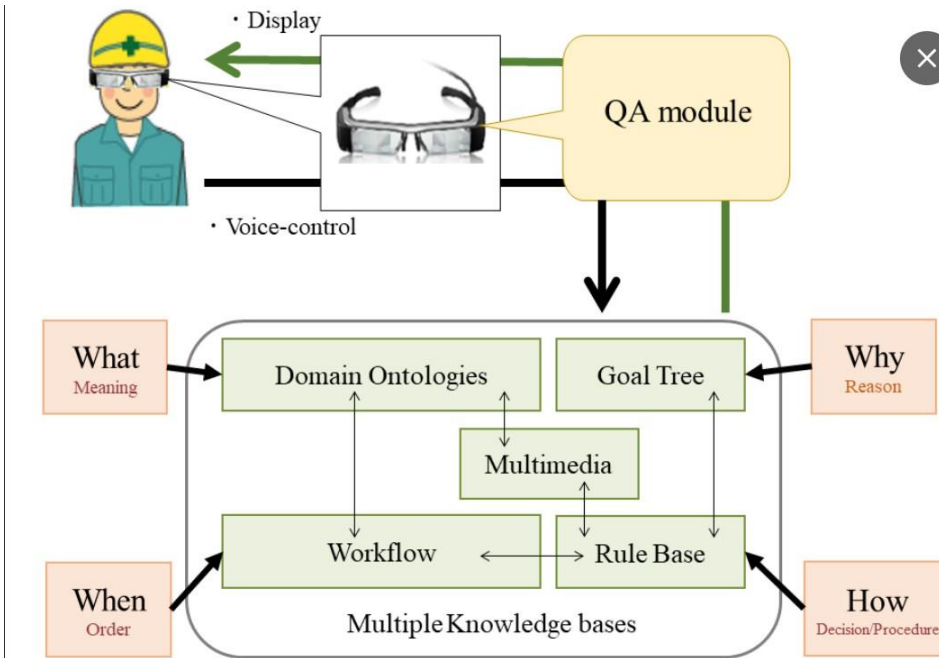 ・Display
QA module
・Voice-control
What
Meaning
Domain Ontologies
Goal Tree
Why
Reason
Multimedia
Workflow
Rule Base
When
Order
How
Decision/Procedure
Multiple Knowledge bases